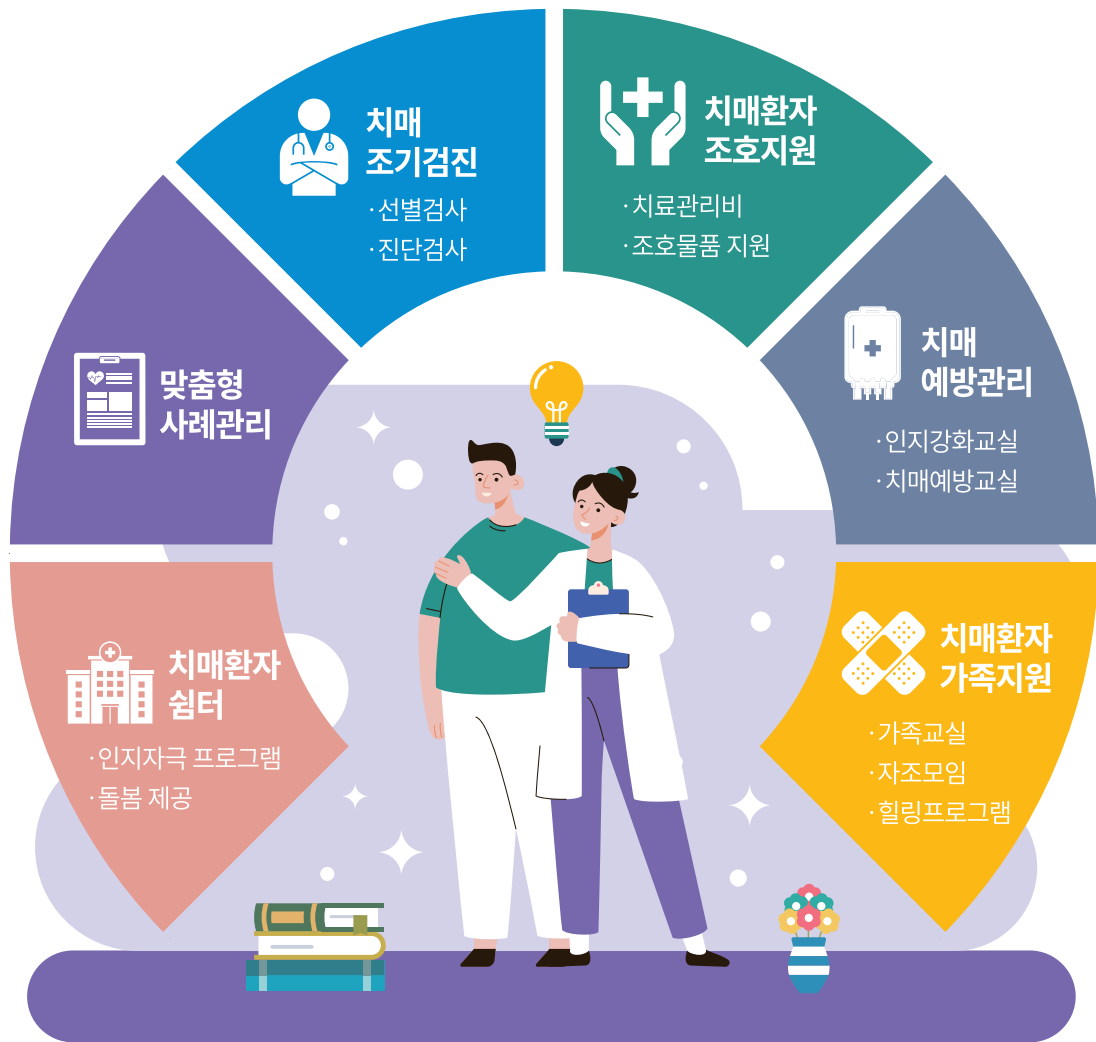 치매
조기검진
·선별검사
·진단검사
치매환자
조호지원
·치료관리비
·조호물품 지원
맞춤형
사례관리
치매
예방관리
·인지강화교실
·치매예방교실
치매환자
쉼터
·인지자극 프로그램
·돌봄 제공
치매환자
가족지원
·가족교실
·자조모임
·힐링프로그램